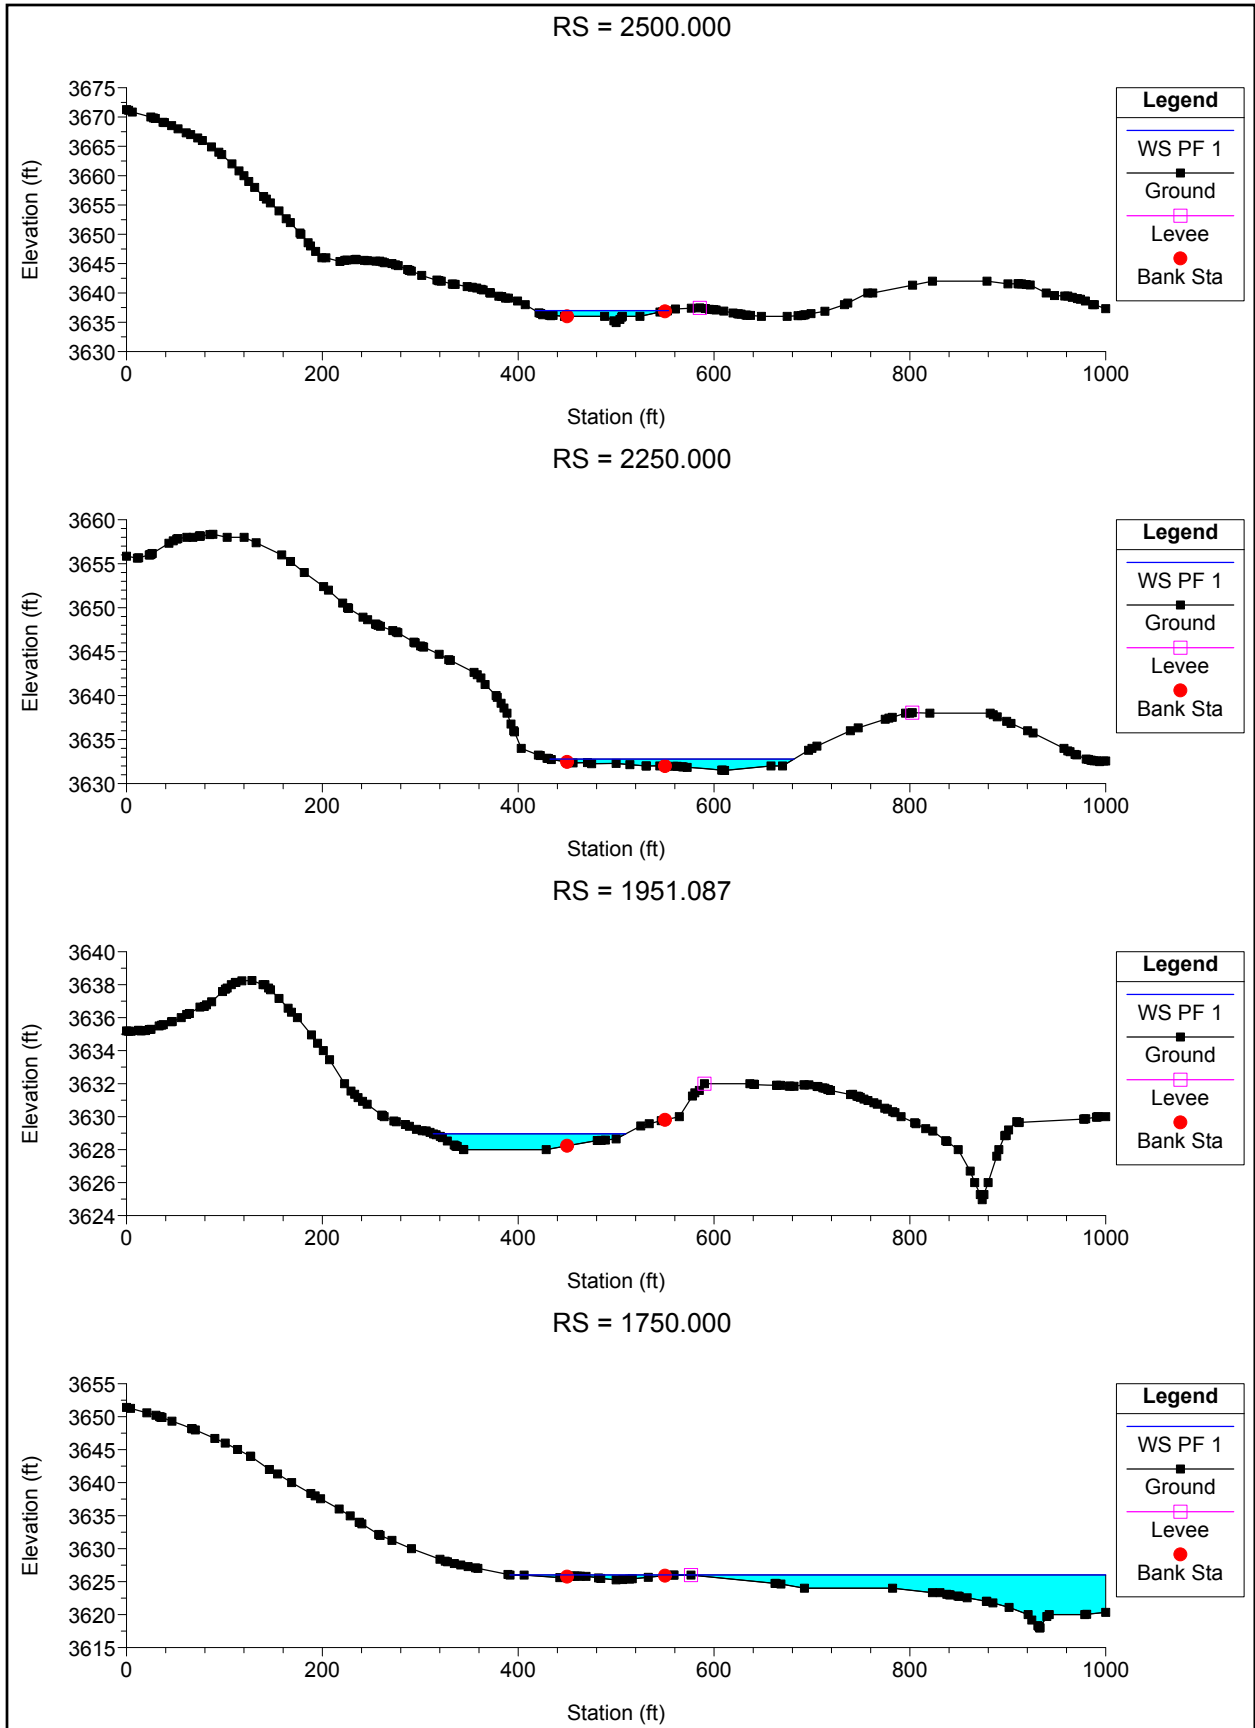 RS = 2500.000
3675
3670
3665
3660
3655
3650
3645
3640
3635
3630
Elevation (ft)
0 200 400 600 800 1000
Station (ft)
Legend
WS PF 1
Ground
Levee
Bank Sta
RS = 2250.000
3660
3655
3650
3645
3640
3635
3630
Elevation (ft)
0 200 400 600 800 1000
Station (ft)
Legend
WS PF 1
Ground
Levee
Bank Sta
RS = 1951.087
3640
3638
3636
3634
3632
3630
3628
3626
3624
Elevation (ft)
0 200 400 600 800 1000
Station (ft)
Legend
WS PF 1
Ground
Levee
Bank Sta
RS = 1750.000
3655
3650
3645
3640
3635
3630
3625
3620
3615
Elevation (ft)
0 200 400 600 800 1000
Station (ft)
Legend
WS PF 1
Ground
Levee
Bank Sta